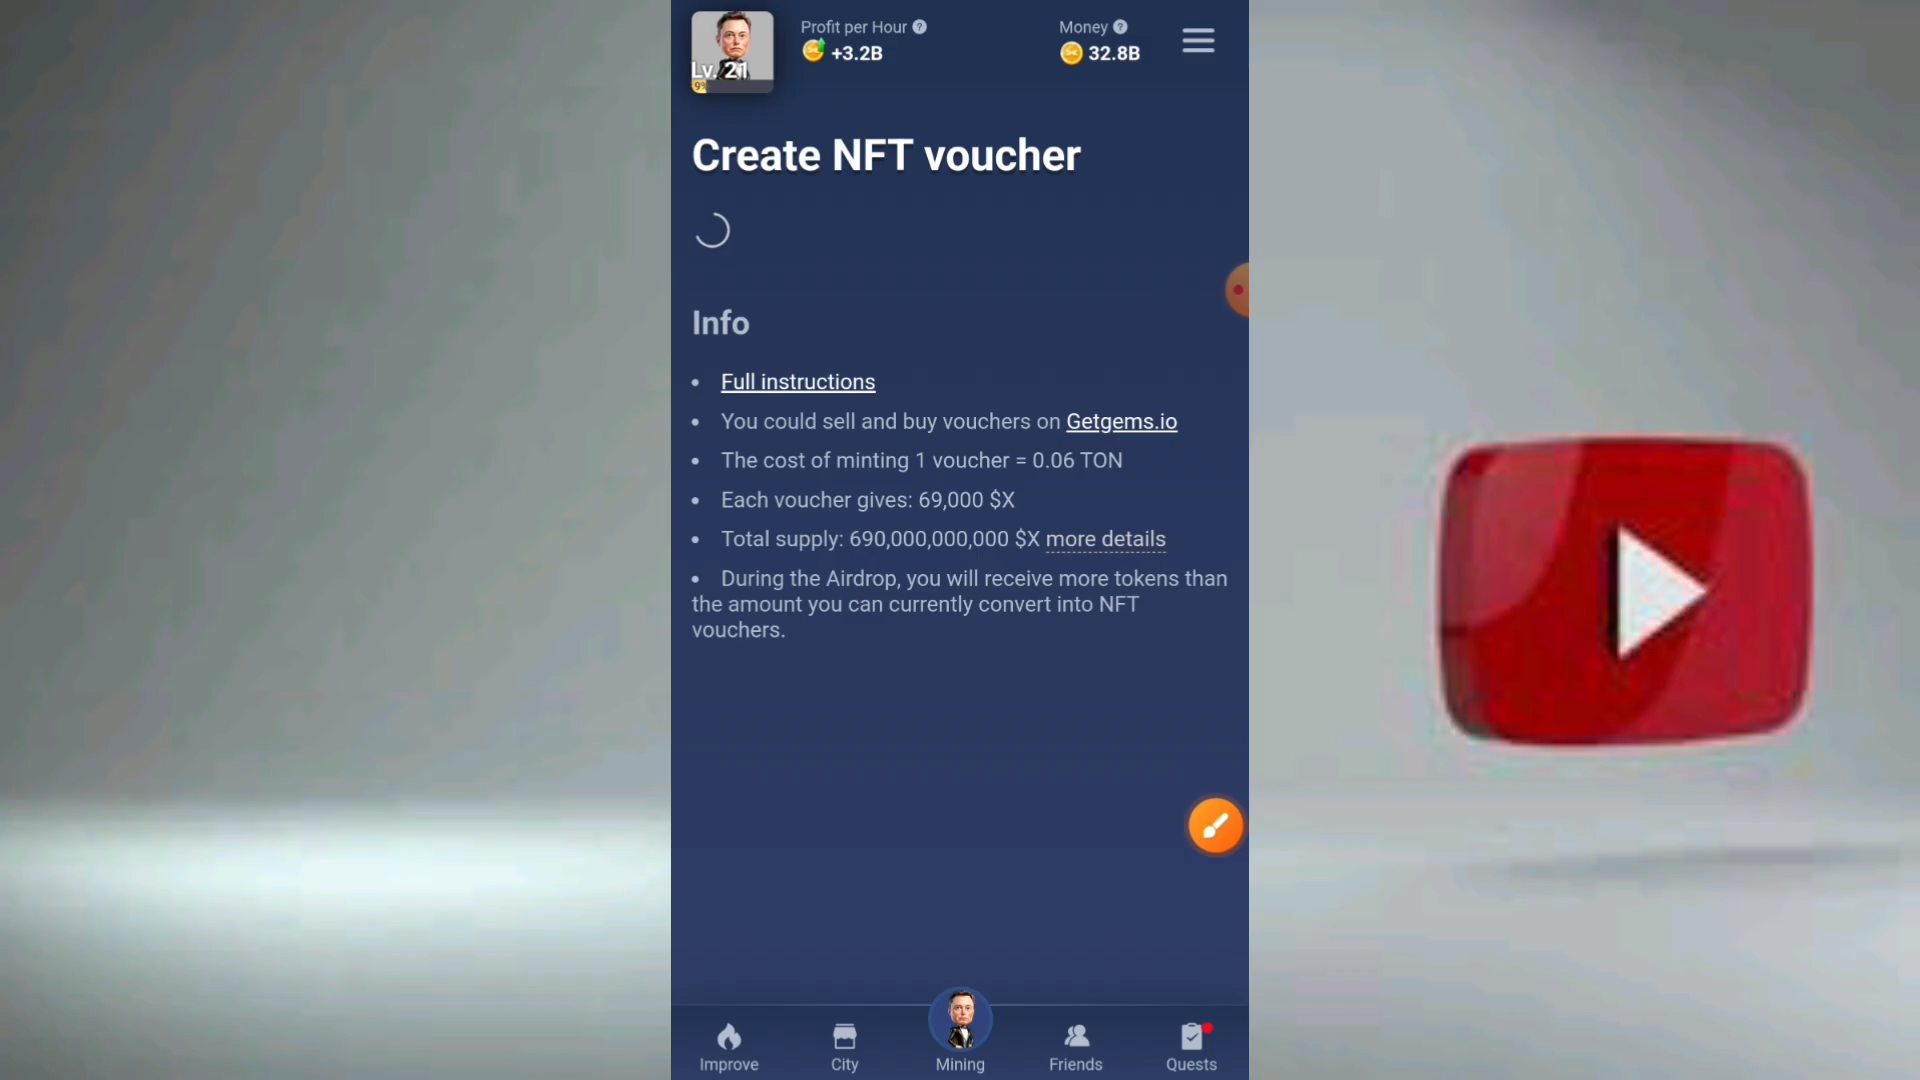 Profit per Hour ?
Money ?
+3.2B
32.8B
Lv. 21
Create NFT voucher
Info
• Full instructions
• You could sell and buy vouchers on Getgems.io
• The cost of minting 1 voucher = 0.06 TON
• Each voucher gives: 69,000 $X
• Total supply: 690,000,000,000 $X more details
• During the Airdrop, you will receive more tokens than
the amount you can currently convert into NFT
vouchers.
Improve
City
Mining
Friends
Quests